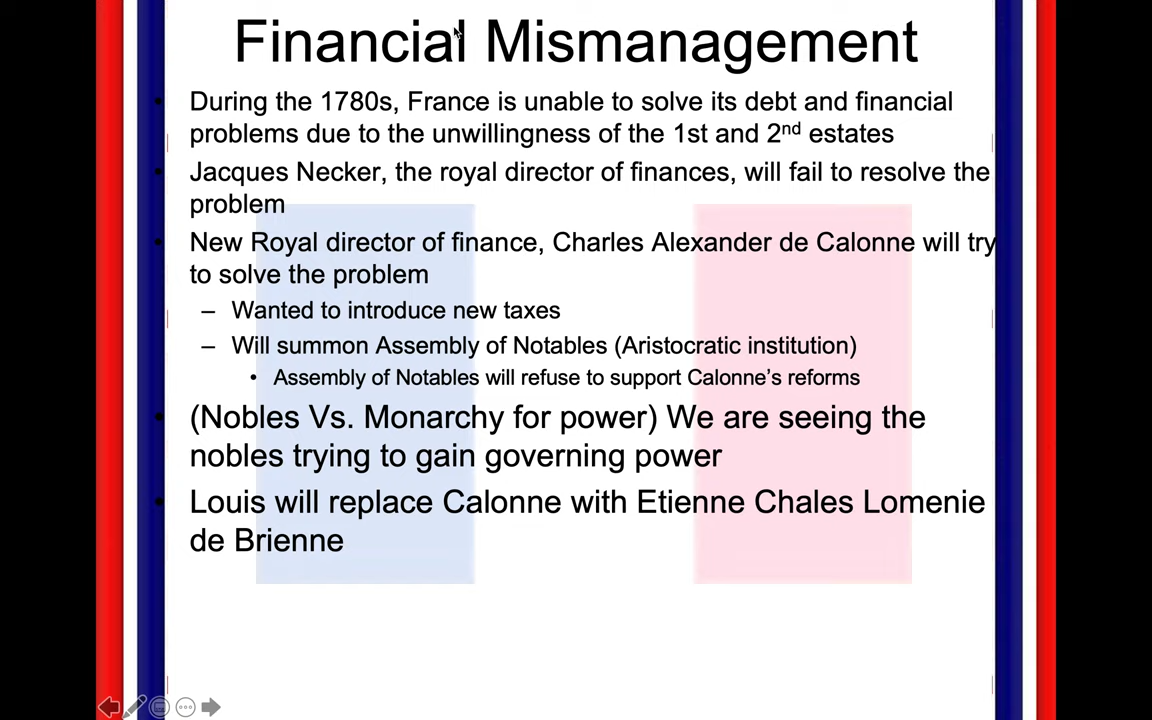 Financial Mismanagement
• During the 1780s, France is unable to solve its debt and financial
problems due to the unwillingness of the 1st and 2nd estates
• Jacques Necker, the royal director of finances, will fail to resolve the
problem
• New Royal director of finance, Charles Alexander de Calonne will try
to solve the problem
– Wanted to introduce new taxes
– Will summon Assembly of Notables (Aristocratic institution)
• Assembly of Notables will refuse to support Calonne’s reforms
• (Nobles Vs. Monarchy for power) We are seeing the
nobles trying to gain governing power
• Louis will replace Calonne with Etienne Chales Lomenie
de Brienne